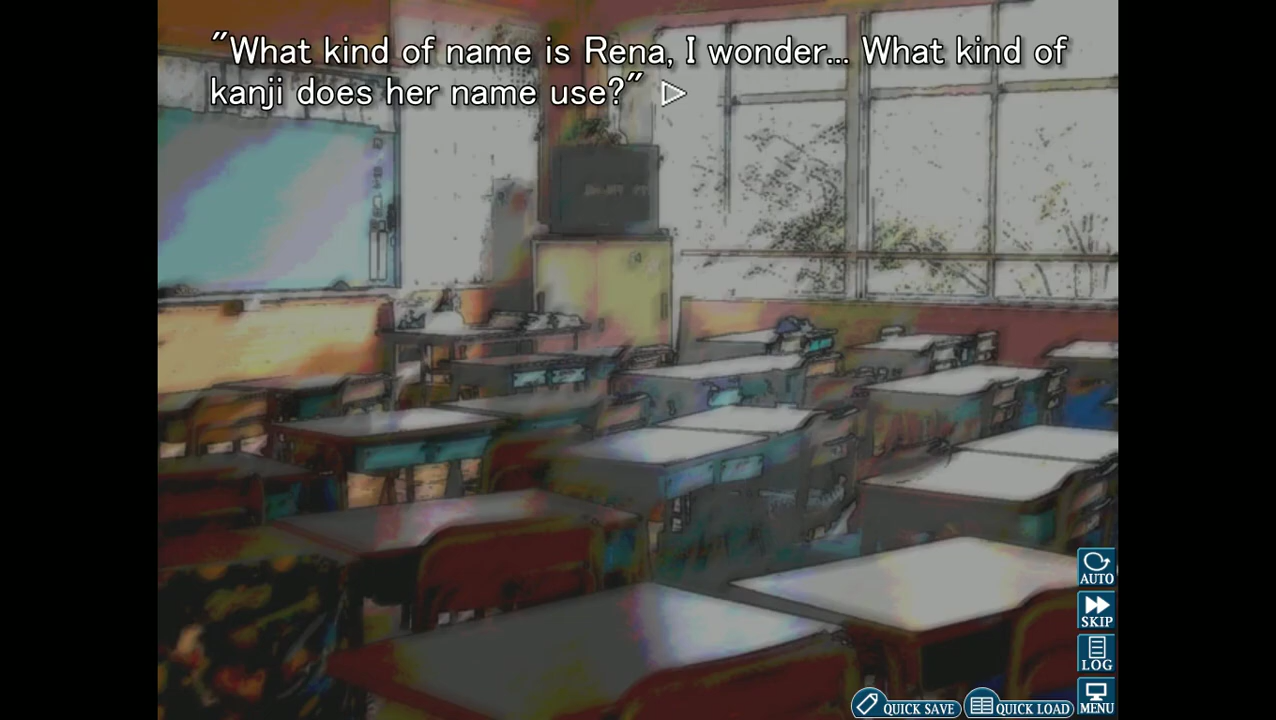 "What kind of name is Rena, I wonder... What kind of
kanji does her name use?"
AUTO
SKIP
LOG
QUICK SAVE
QUICK LOAD
MENU